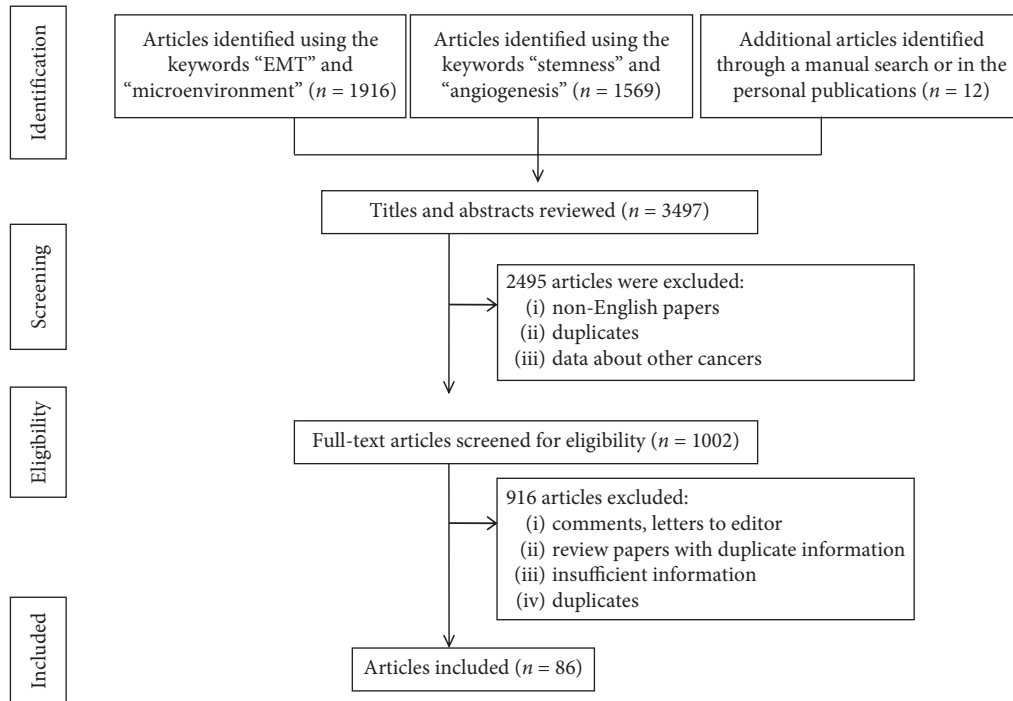 Identification
Articles identified using the
keywords “EMT” and
“microenvironment” (n = 1916)
Articles identified using the
keywords “stemness” and
“angiogenesis” (n = 1569)
Additional articles identified
through a manual search or in the
personal publications (n = 12)
Titles and abstracts reviewed (n = 3497)
Screening
2495 articles were excluded:
(i) non-English papers
(ii) duplicates
(iii) data about other cancers
Eligibility
Full-text articles screened for eligibility (n = 1002)
916 articles excluded:
(i) comments, letters to editor
(ii) review papers with duplicate information
(iii) insufficient information
(iv) duplicates
Included
Articles included (n = 86)